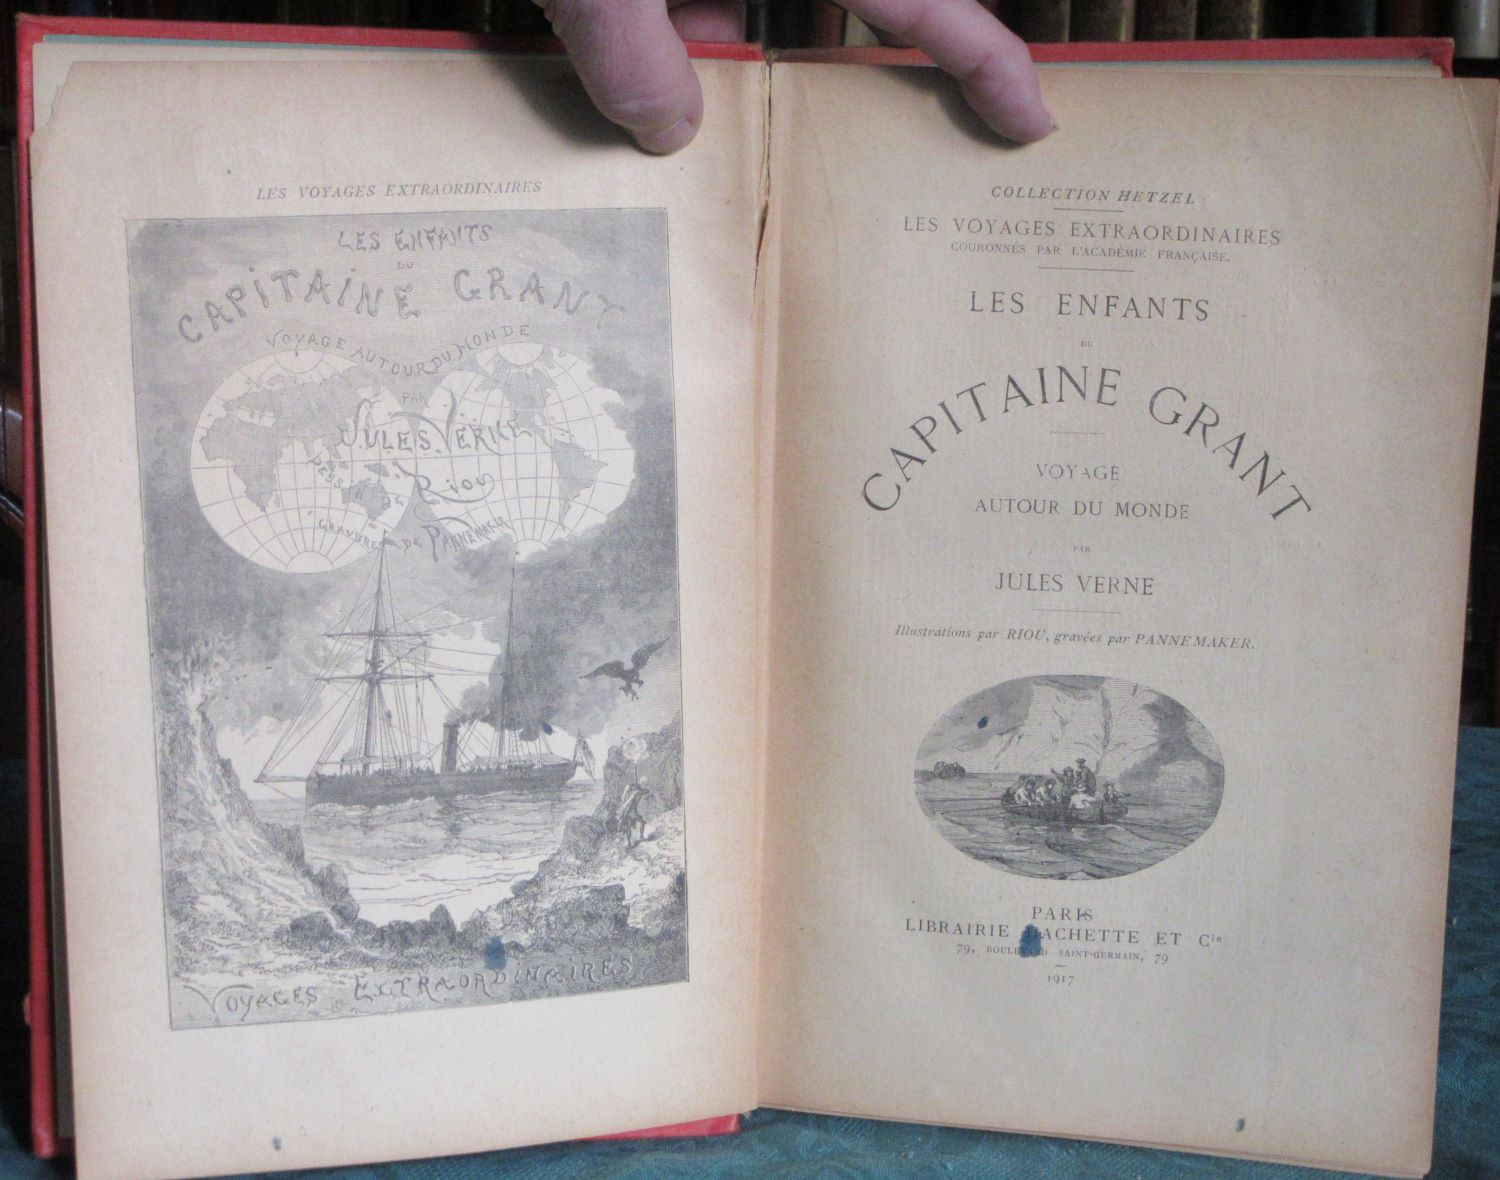 LES VOYAGES EXTRAORDINAIRES
LES ENFANTS
DU
CAPITAINE GRANT
VOYAGE AUTOUR DU MONDE
PAR
JULES VERNE
DESSINS DE RIOU
GRAVURES DE PANNEMAKER
VOYAGES EXTRAORDINAIRES
COLLECTION HETZEL
LES VOYAGES EXTRAORDINAIRES
COURONNÉS PAR L'ACADÉMIE FRANÇAISE.
LES ENFANTS
DU
CAPITAINE GRANT
VOYAGE
AUTOUR DU MONDE
PAR
JULES VERNE
Illustrations par RIOU, gravées par PANNEMAKER.
PARIS
LIBRAIRIE HACHETTE ET Cie
79, BOULEVARD SAINT-GERMAIN, 79
1917